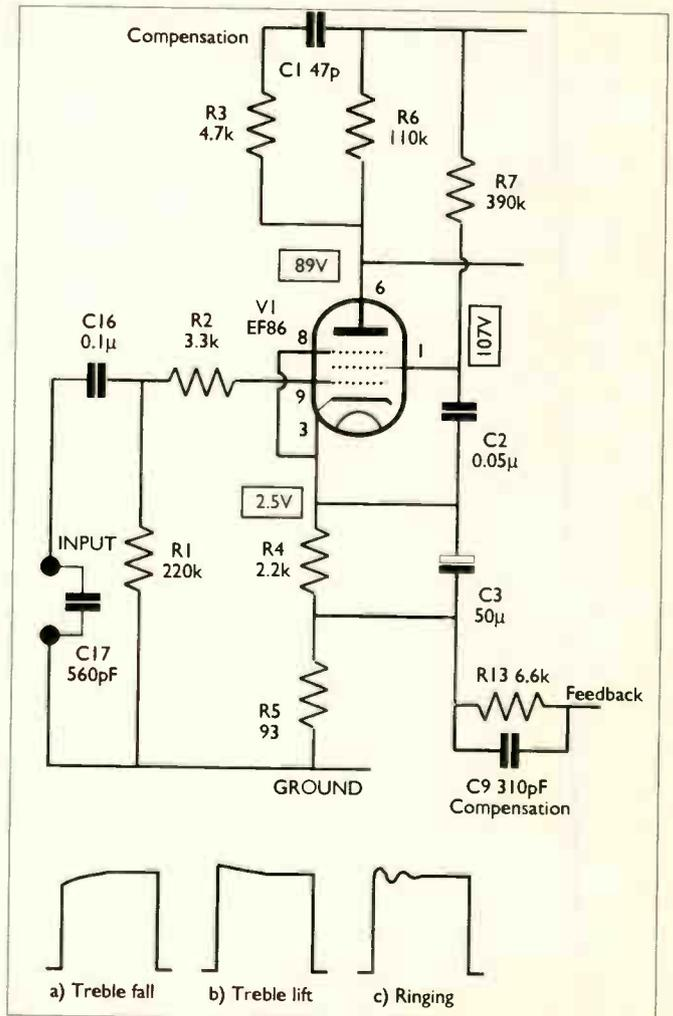 Compensation
C1 47p
R3
4.7k
R6
110k
R7
390k
89V
6
V1
EF86
C16
0.1µ
R2
3.3k
8
1
107V
9
3
C2
0.05µ
2.5V
INPUT
R1
220k
R4
2.2k
C3
50µ
C17
560pF
R13 6.6k
Feedback
R5
93
GROUND
C9 310pF
Compensation
a) Treble fall
b) Treble lift
c) Ringing